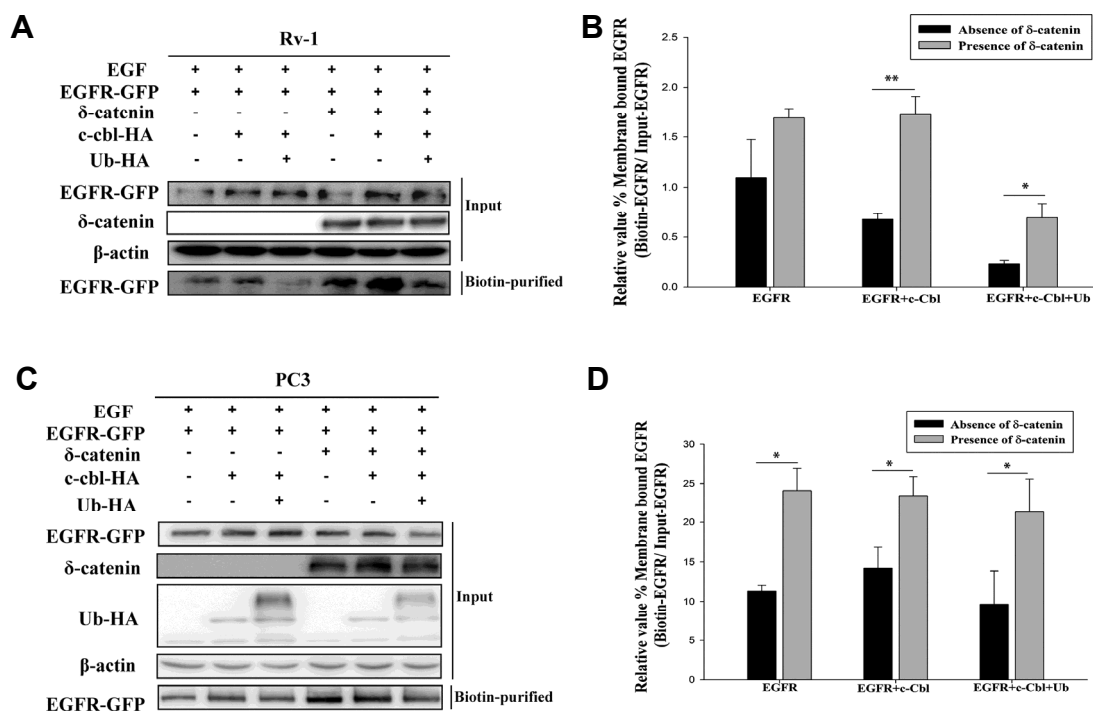 A
Rv-1
EGF + + + + + +
EGFR-GFP + + + + + +
δ-catcnin - - - + + +
c-cbl-HA - + + - + +
Ub-HA - - + - - +
EGFR-GFP
δ-catenin
β-actin
Input
EGFR-GFP
Biotin-purified
B
Absence of δ-catenin
Presence of δ-catenin
Relative value % Membrane bound EGFR
(Biotin-EGFR/ Input-EGFR)
2.0
1.5
1.0
0.5
0.0
** *
EGFR EGFR+c-Cbl EGFR+c-Cbl+Ub
C
PC3
EGF + + + + + +
EGFR-GFP + + + + + +
δ-catenin - - - + + +
c-cbl-HA - + + - + +
Ub-HA - - + - - +
EGFR-GFP
δ-catenin
Ub-HA
β-actin
Input
EGFR-GFP
Biotin-purified
D
Absence of δ-catenin
Presence of δ-catenin
Relative value % Membrane bound EGFR
(Biotin-EGFR/ Input-EGFR)
30
25
20
15
10
5
0
* * *
EGFR EGFR+c-Cbl EGFR+c-Cbl+Ub